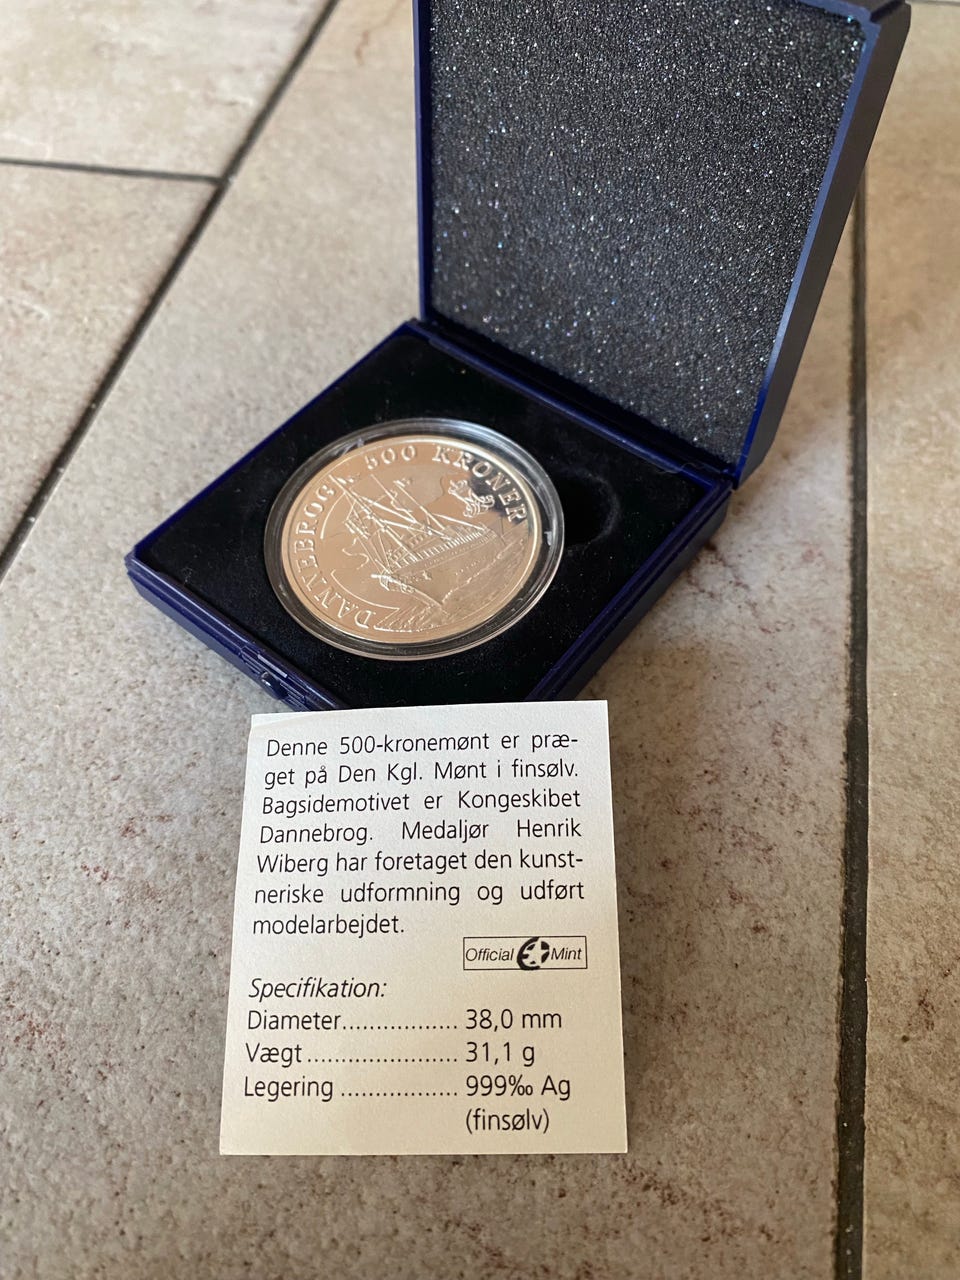 500 KRONER
DANNEBROG
Denne 500-kronemønt er præ-
get på Den Kgl. Mønt i finsølv.
Bagsidemotivet er Kongeskibet
Dannebrog. Medaljør Henrik
Wiberg har foretaget den kunst-
neriske udformning og udført
modelarbejdet.
Official Mint
Specifikation:
Diameter................. 38,0 mm
Vægt ...................... 31,1 g
Legering ................. 999‰ Ag
(finsølv)